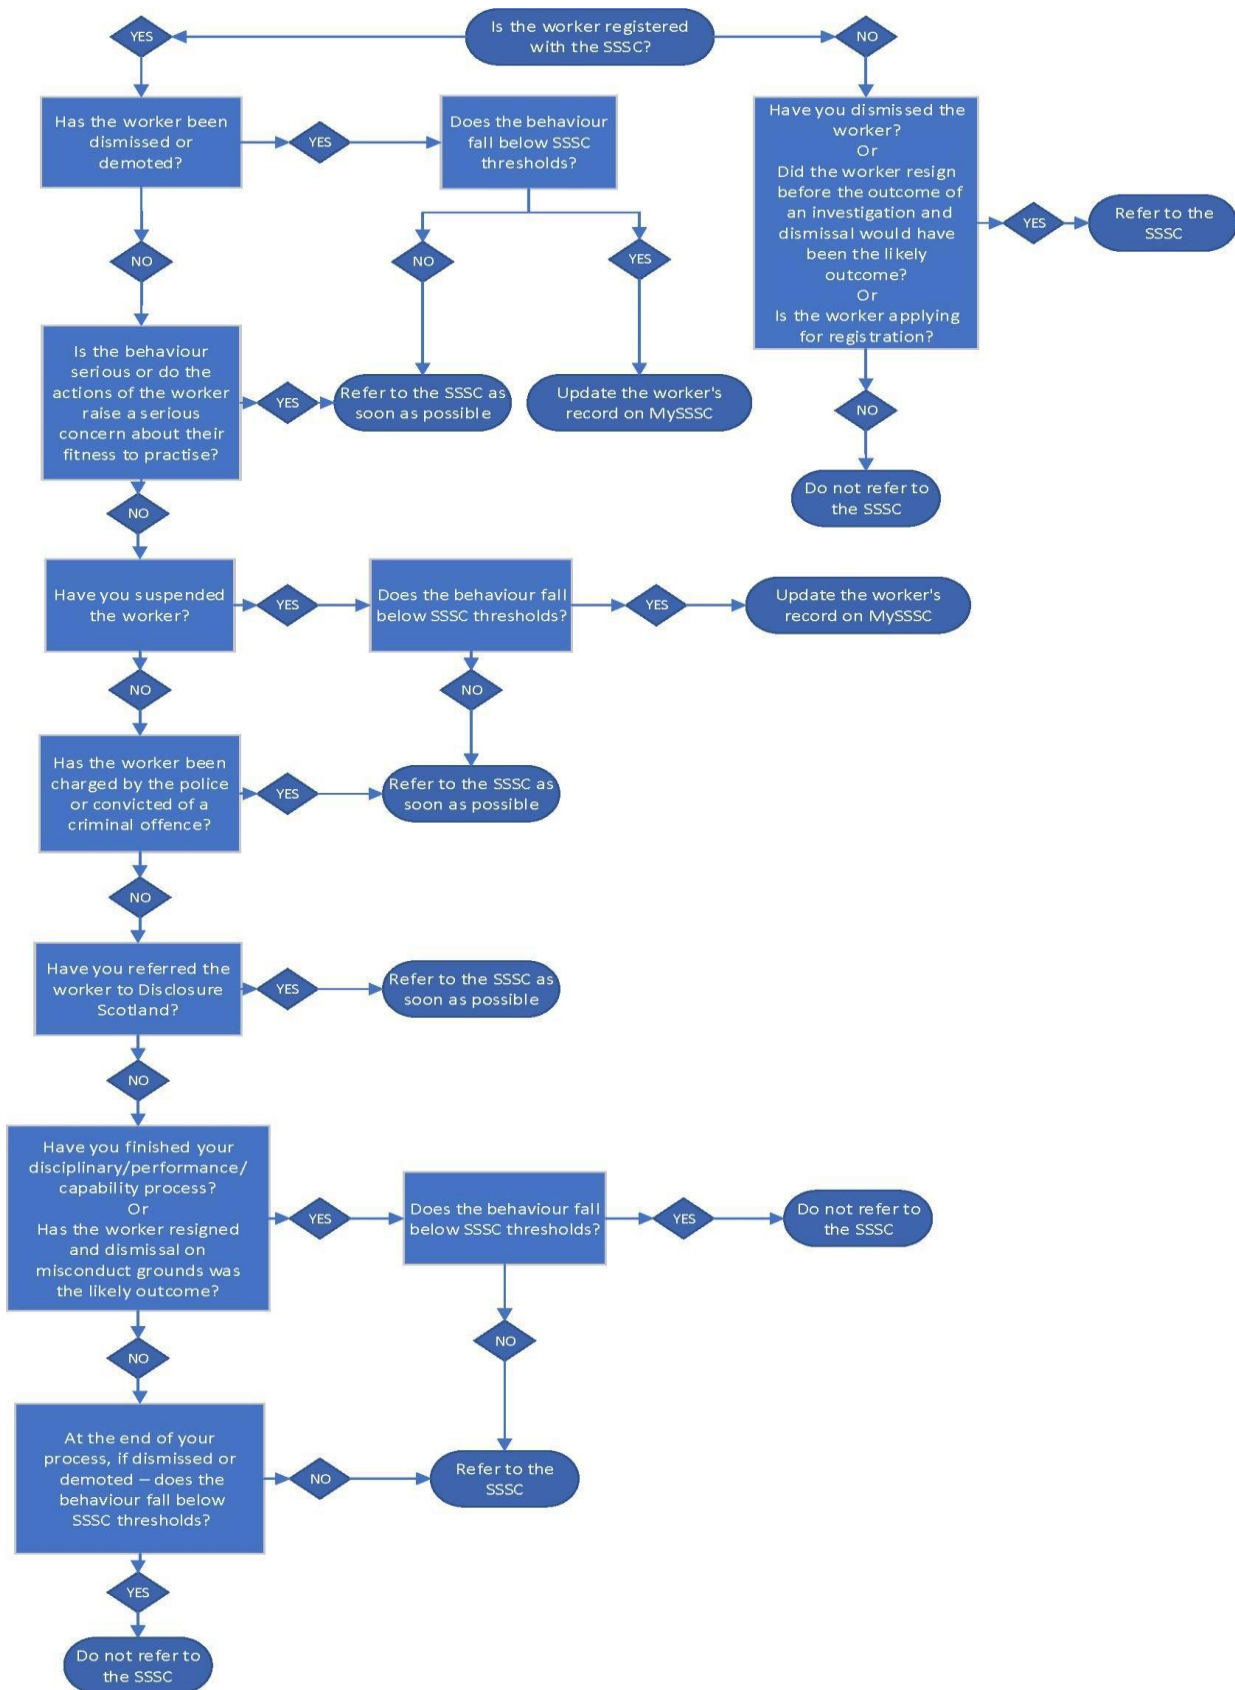 Is the worker registered
with the SSSC?
YES
NO
Has the worker been
dismissed or
demoted?
YES
Does the behaviour
fall below SSSC
thresholds?
Have you dismissed the
worker?
Or
Did the worker resign
before the outcome of
an investigation and
dismissal would have
been the likely
outcome?
Or
Is the worker applying
for registration?
YES
Refer to the
SSSC
NO
NO
YES
Is the behaviour
serious or do the
actions of the worker
raise a serious
concern about their
fitness to practise?
YES
Refer to the SSSC as
soon as possible
Update the worker's
record on MySSSC
NO
Do not refer to
the SSSC
NO
Have you suspended
the worker?
YES
Does the behaviour fall
below SSSC thresholds?
YES
Update the worker's
record on MySSSC
NO
NO
Has the worker been
charged by the police
or convicted of a
criminal offence?
YES
Refer to the SSSC as
soon as possible
NO
Have you referred the
worker to Disclosure
Scotland?
YES
Refer to the SSSC as
soon as possible
NO
Have you finished your
disciplinary/performance/
capability process?
Or
Has the worker resigned
and dismissal on
misconduct grounds was
the likely outcome?
YES
Does the behaviour fall
below SSSC thresholds?
YES
Do not refer to
the SSSC
NO
NO
At the end of your
process, if dismissed or
demoted – does the
behaviour fall below
SSSC thresholds?
NO
Refer to the
SSSC
YES
Do not refer to
the SSSC